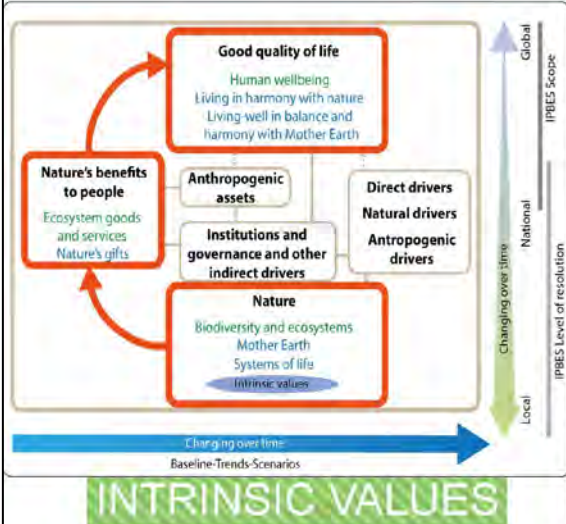 Good quality of life
Human wellbeing
Living in harmony with nature
Living-well in balance and
harmony with Mother Earth
Nature's benefits
to people
Ecosystem goods
and services
Nature's gifts
Anthropogenic
assets
Institutions and
governance and other
indirect drivers
Direct drivers
Natural drivers
Antropogenic
drivers
Nature
Biodiversity and ecosystems
Mother Earth
Systems of life
Intrinsic values
Changing over time
Baseline-Trends-Scenarios
Global
National
Local
Changing over time
IPBES Scope
IPBES Level of resolution
INTRINSIC VALUES